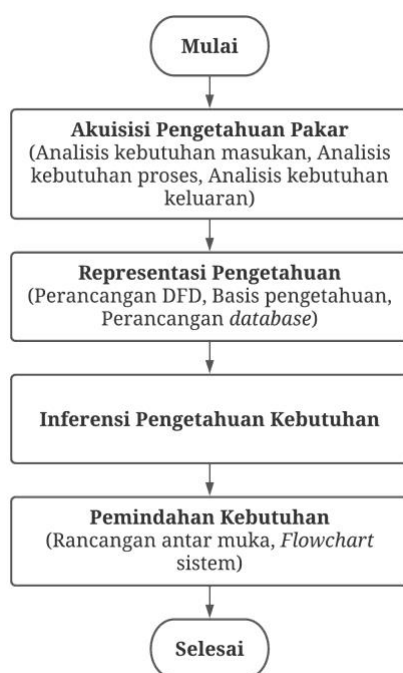 Mulai
Akuisisi Pengetahuan Pakar
(Analisis kebutuhan masukan, Analisis
kebutuhan proses, Analisis kebutuhan
keluaran)
Representasi Pengetahuan
(Perancangan DFD, Basis pengetahuan,
Perancangan database)
Inferensi Pengetahuan Kebutuhan
Pemindahan Kebutuhan
(Rancangan antar muka, Flowchart
sistem)
Selesai